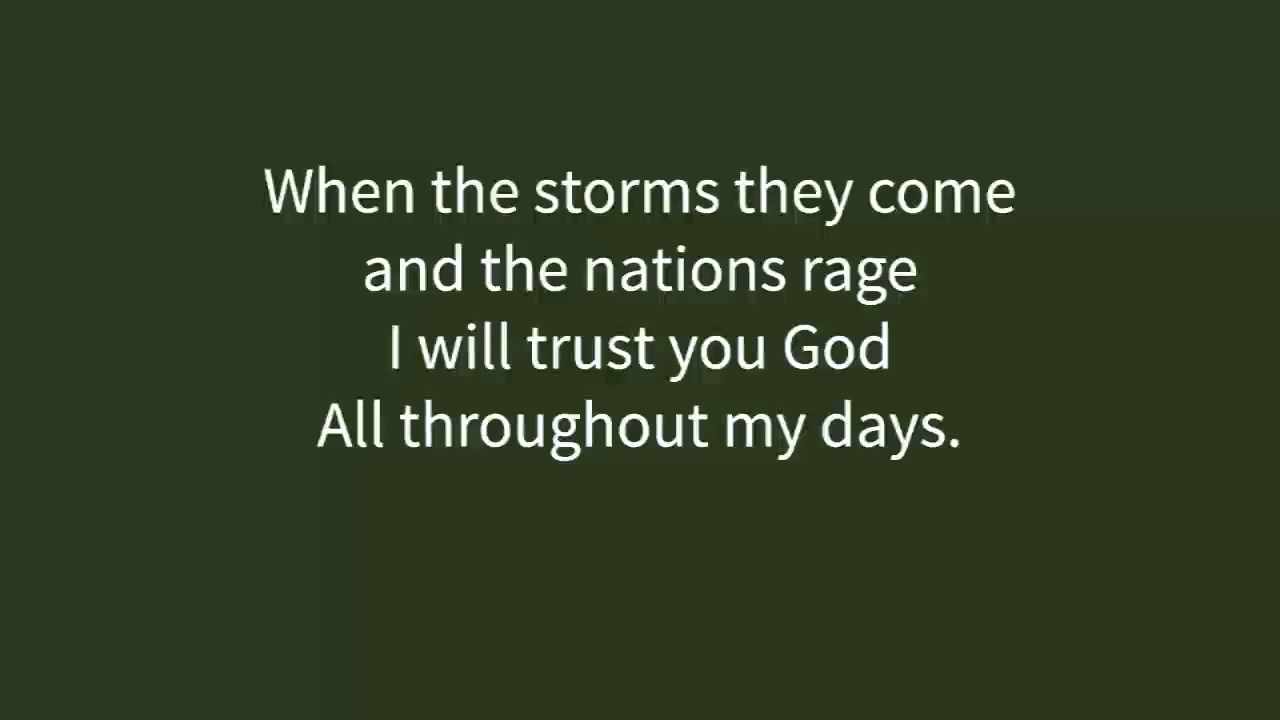 When the storms they come
and the nations rage
I will trust you God
All throughout my days.